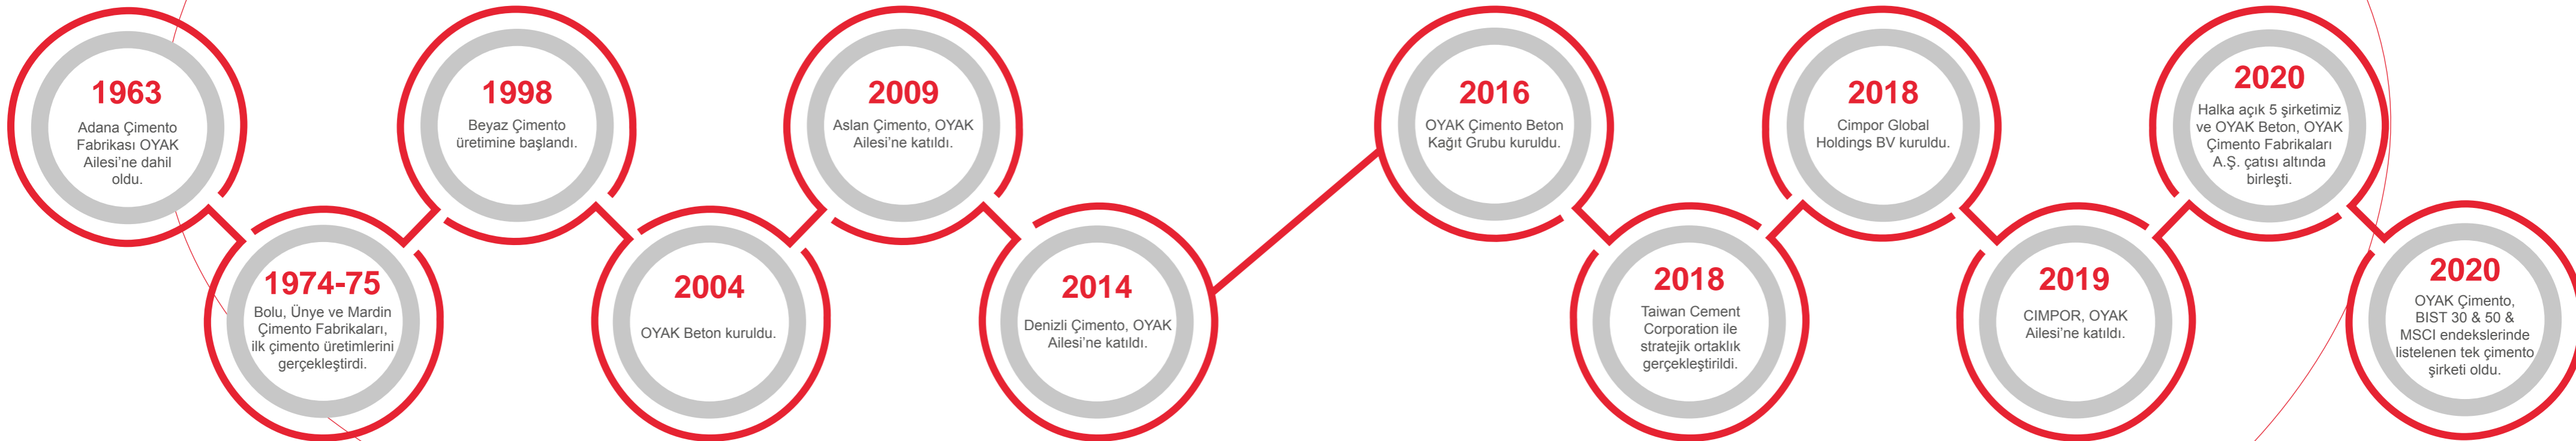 1963
Adana Çimento
Fabrikası OYAK
Ailesi’ne dahil
oldu.
1974-75
Bolu, Ünye ve Mardin
Çimento Fabrikaları,
ilk çimento üretimlerini
gerçekleştirdi.
1998
Beyaz Çimento
üretimine başlandı.
2004
OYAK Beton kuruldu.
2009
Aslan Çimento, OYAK
Ailesi’ne katıldı.
2014
Denizli Çimento, OYAK
Ailesi’ne katıldı.
2016
OYAK Çimento Beton
Kağıt Grubu kuruldu.
2018
Taiwan Cement
Corporation ile
stratejik ortaklık
gerçekleştirildi.
2018
Cimpor Global
Holdings BV kuruldu.
2019
CIMPOR, OYAK
Ailesi’ne katıldı.
2020
Halka açık 5 şirketimiz
ve OYAK Beton, OYAK
Çimento Fabrikaları
A.Ş. çatısı altında
birleşti.
2020
OYAK Çimento,
BIST 30 & 50 &
MSCI endekslerinde
listelenen tek çimento
şirketi oldu.